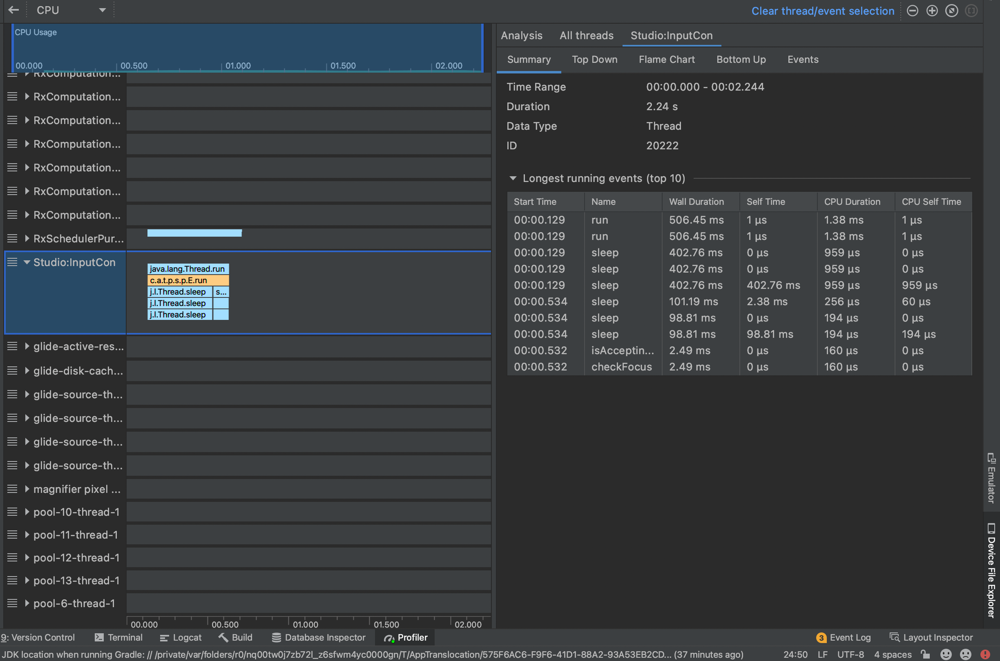 CPU
Clear thread/event selection
CPU Usage
00.000 00.500 01.000 01.500 02.000
RxComputation...
RxComputation...
RxComputation...
RxComputation...
RxComputation...
RxComputation...
RxComputation...
RxSchedulerPur...
Studio:InputCon
java.lang.Thread.run
c.a.t.p.s.p.E.run
j.l.Thread.sleep s...
j.l.Thread.sleep
j.l.Thread.sleep
glide-active-res...
glide-disk-cach...
glide-source-th...
glide-source-th...
glide-source-th...
glide-source-th...
magnifier pixel ...
pool-10-thread-1
pool-11-thread-1
pool-12-thread-1
pool-13-thread-1
pool-6-thread-1
00.000 00.500 01.000 01.500 02.000
Analysis All threads Studio:InputCon
Summary Top Down Flame Chart Bottom Up Events
Time Range 00:00.000 - 00:02.244
Duration 2.24 s
Data Type Thread
ID 20222
Longest running events (top 10)
Start Time Name Wall Duration Self Time CPU Duration CPU Self Time
00:00.129 run 506.45 ms 1 μs 1.38 ms 1 μs
00:00.129 run 506.45 ms 1 μs 1.38 ms 1 μs
00:00.129 sleep 402.76 ms 0 μs 959 μs 0 μs
00:00.129 sleep 402.76 ms 0 μs 959 μs 0 μs
00:00.129 sleep 402.76 ms 402.76 ms 959 μs 959 μs
00:00.534 sleep 101.19 ms 2.38 ms 256 μs 60 μs
00:00.534 sleep 98.81 ms 0 μs 194 μs 0 μs
00:00.534 sleep 98.81 ms 98.81 ms 194 μs 194 μs
00:00.532 isAcceptin... 2.49 ms 0 μs 160 μs 0 μs
00:00.532 checkFocus 2.49 ms 0 μs 160 μs 0 μs
Emulator
Device File Explorer
9: Version Control Terminal Logcat Build Database Inspector Profiler 3 Event Log Layout Inspector
JDK location when running Gradle: // /private/var/folders/r0/nq00tw0j7zb72l_z6sfwm4yc0000gn/T/AppTranslocation/575F6AC6-F9F6-41D1-88A2-93A53EB2CD... (37 minutes ago) 24:50 LF UTF-8 4 spaces